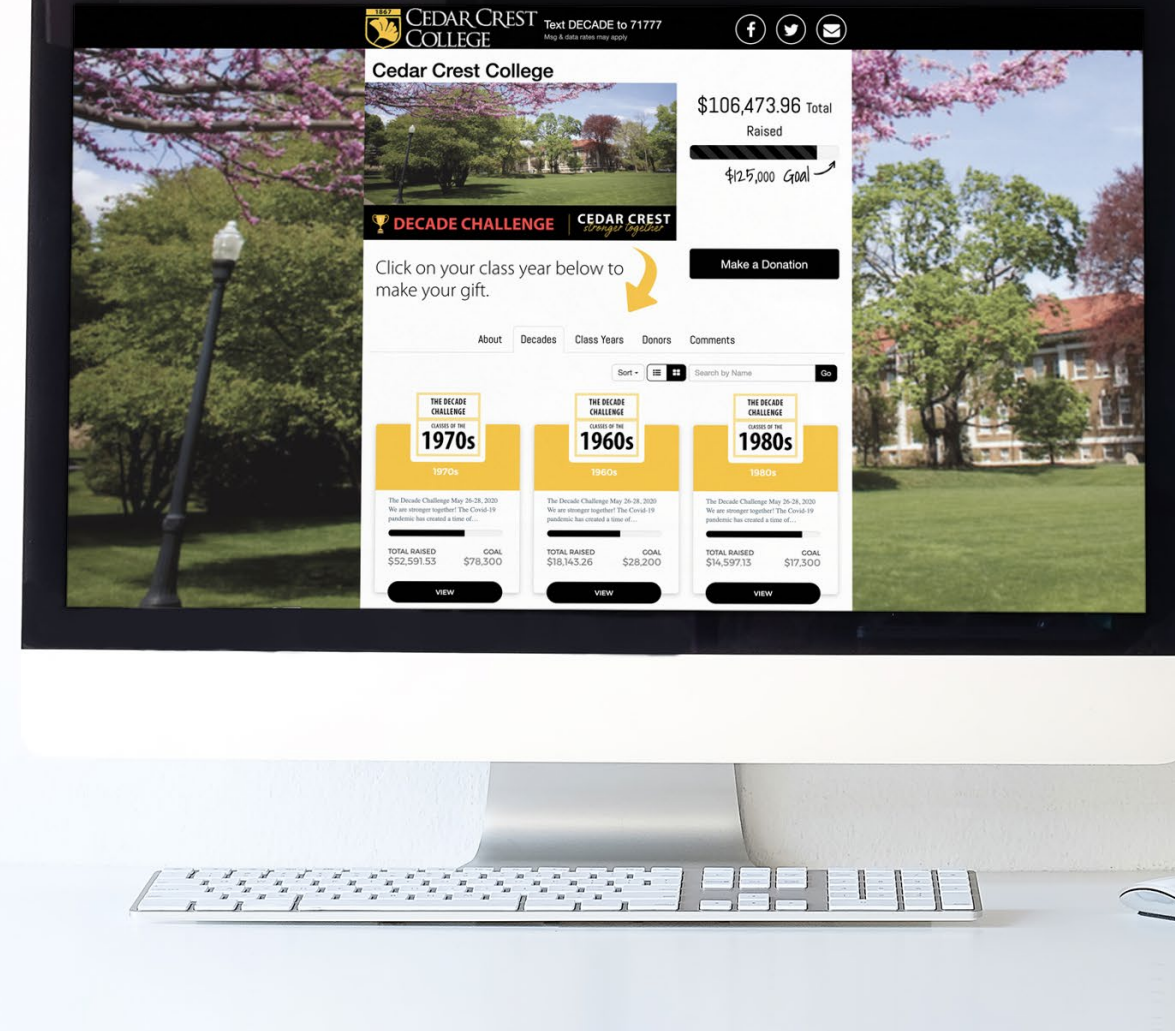 1867
CEDAR CREST
COLLEGE
Text DECADE to 71777
Msg & data rates may apply
Cedar Crest College
$106,473.96 Total
Raised
$125,000 Goal
DECADE CHALLENGE
CEDAR CREST
stronger together
Make a Donation
Click on your class year below to
make your gift.
About Decades Class Years Donors Comments
Sort Search by Name Go
THE DECADE
CHALLENGE
CLASSES OF THE
1970s
1970s
The Decade Challenge May 26-28, 2020
We are stronger together! The Covid-19
pandemic has created a time of…
TOTAL RAISED GOAL
$52,591.53 $78,300
VIEW
THE DECADE
CHALLENGE
CLASSES OF THE
1960s
1960s
The Decade Challenge May 26-28, 2020
We are stronger together! The Covid-19
pandemic has created a time of…
TOTAL RAISED GOAL
$18,143.26 $28,200
VIEW
THE DECADE
CHALLENGE
CLASSES OF THE
1980s
1980s
The Decade Challenge May 26-28, 2020
We are stronger together! The Covid-19
pandemic has created a time of…
TOTAL RAISED GOAL
$14,597.13 $17,300
VIEW